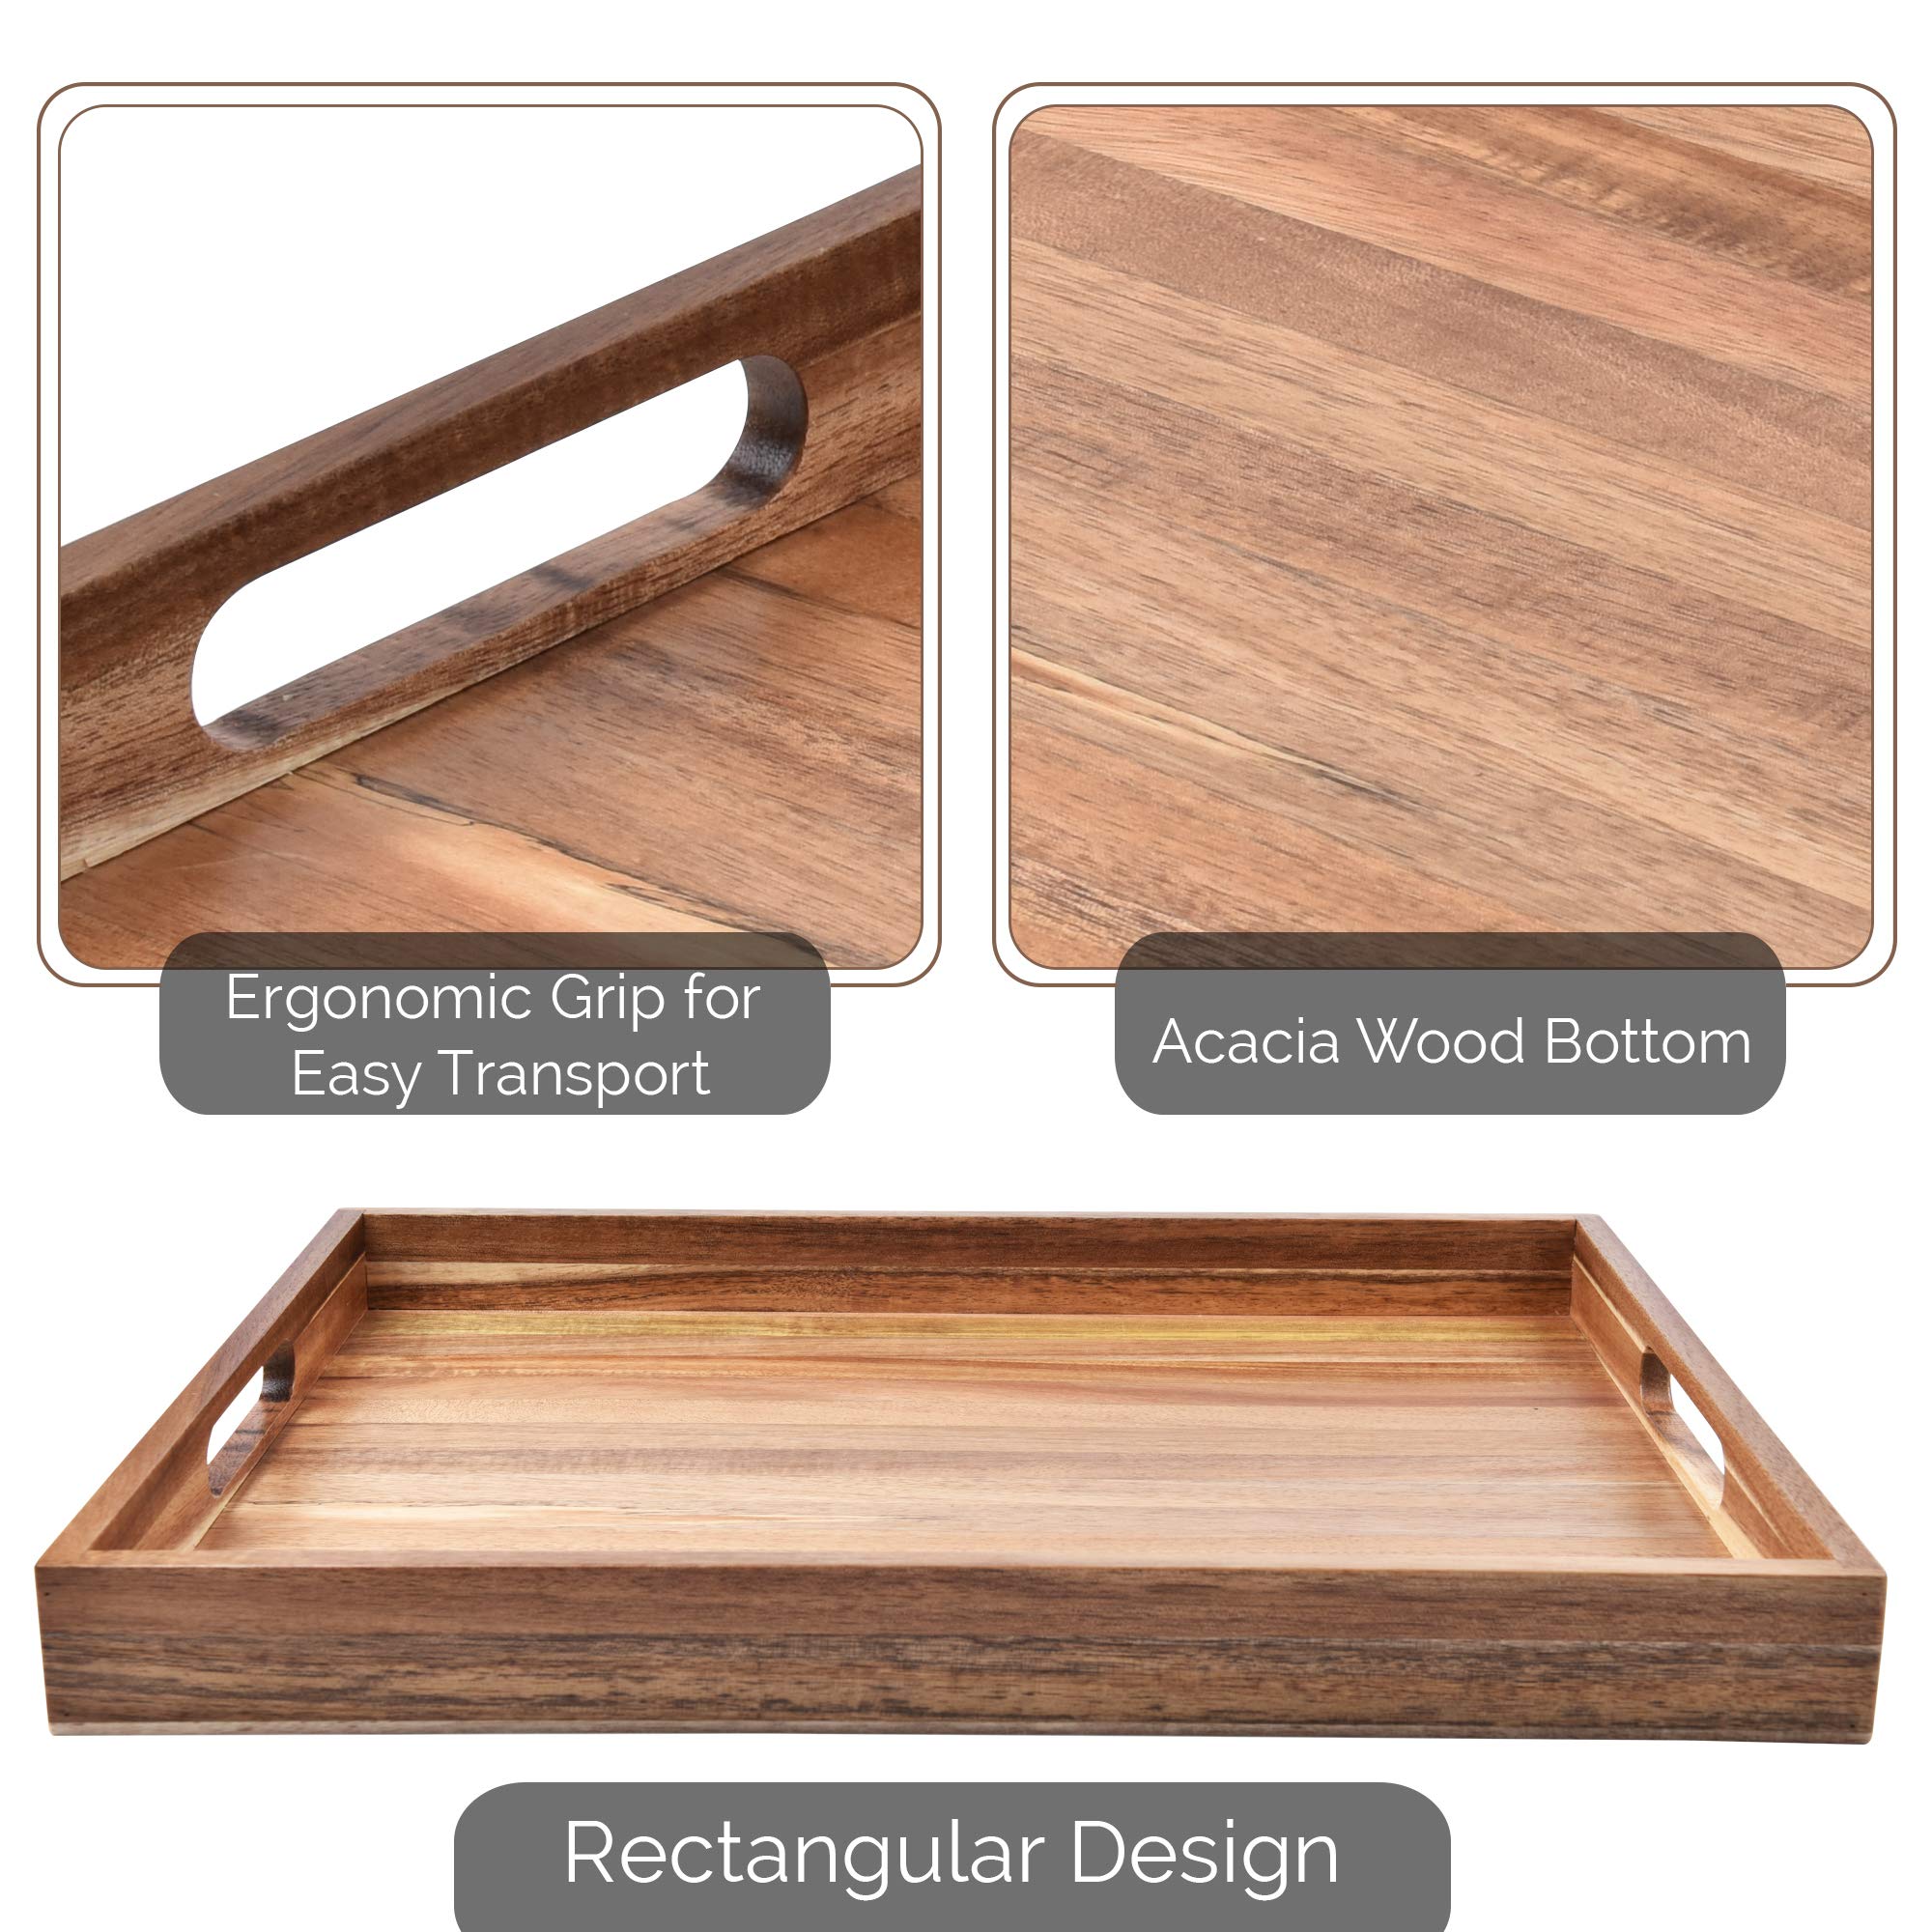 Ergonomic Grip for
Easy Transport
Acacia Wood Bottom
Rectangular Design